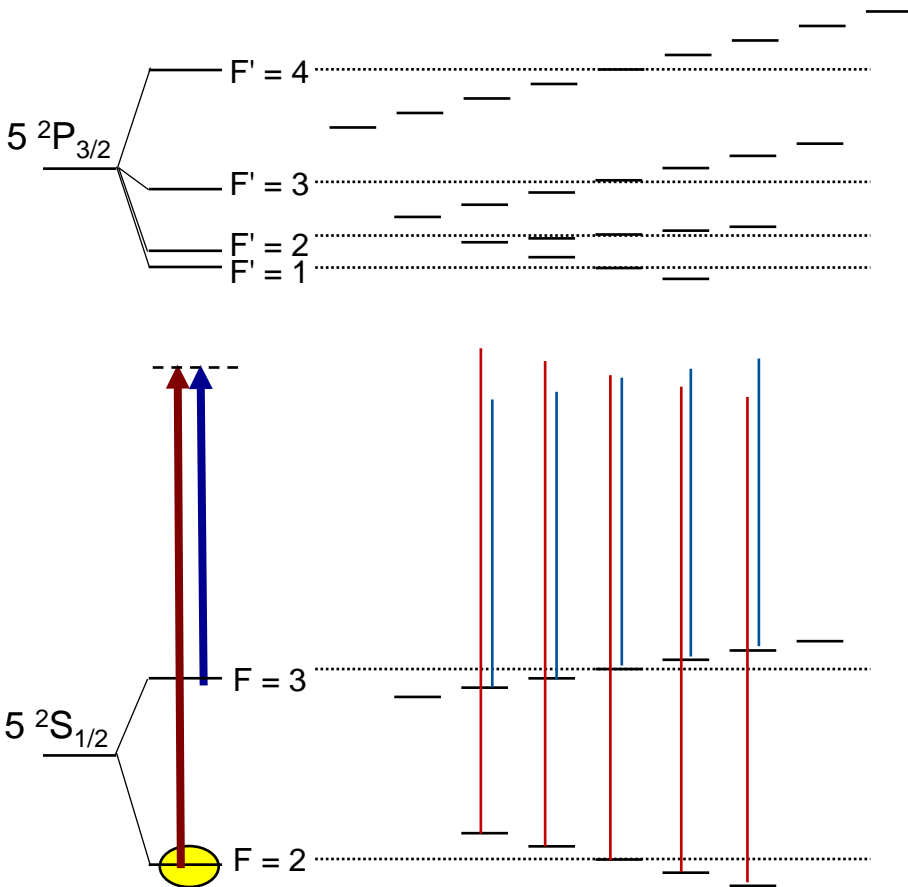 F' = 4
5 ²P₃/₂
F' = 3
F' = 2
F' = 1
F = 3
5 ²S₁/₂
F = 2